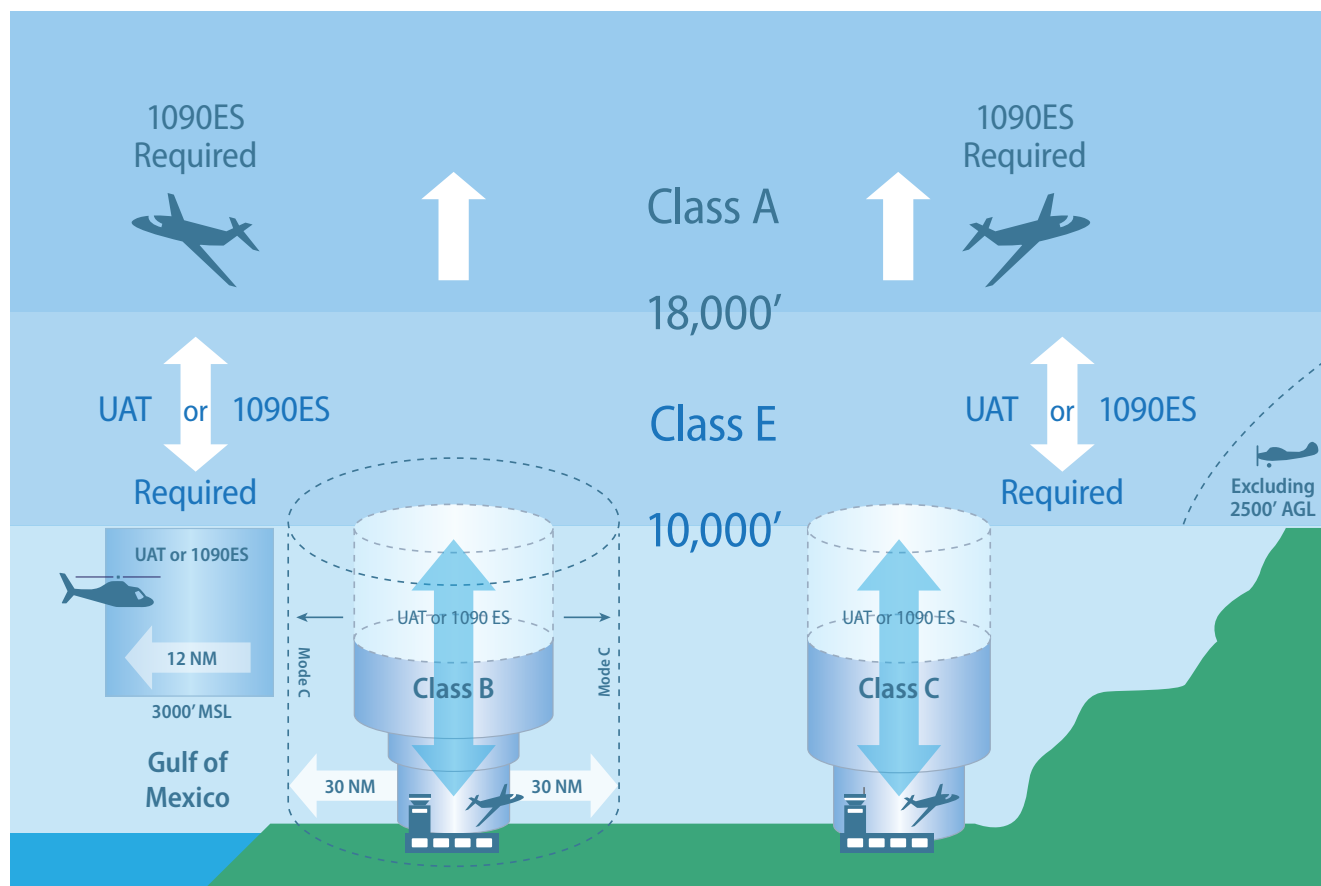 1090ES
Required
1090ES
Required
Class A
18,000’
UAT or 1090ES
Required
Class E
UAT or 1090ES
Required
Excluding
2500’ AGL
10,000’
UAT or 1090ES
12 NM
3000’ MSL
Gulf of
Mexico
UAT or 1090 ES
Mode C
Mode C
Class B
30 NM
30 NM
UAT or 1090 ES
Class C